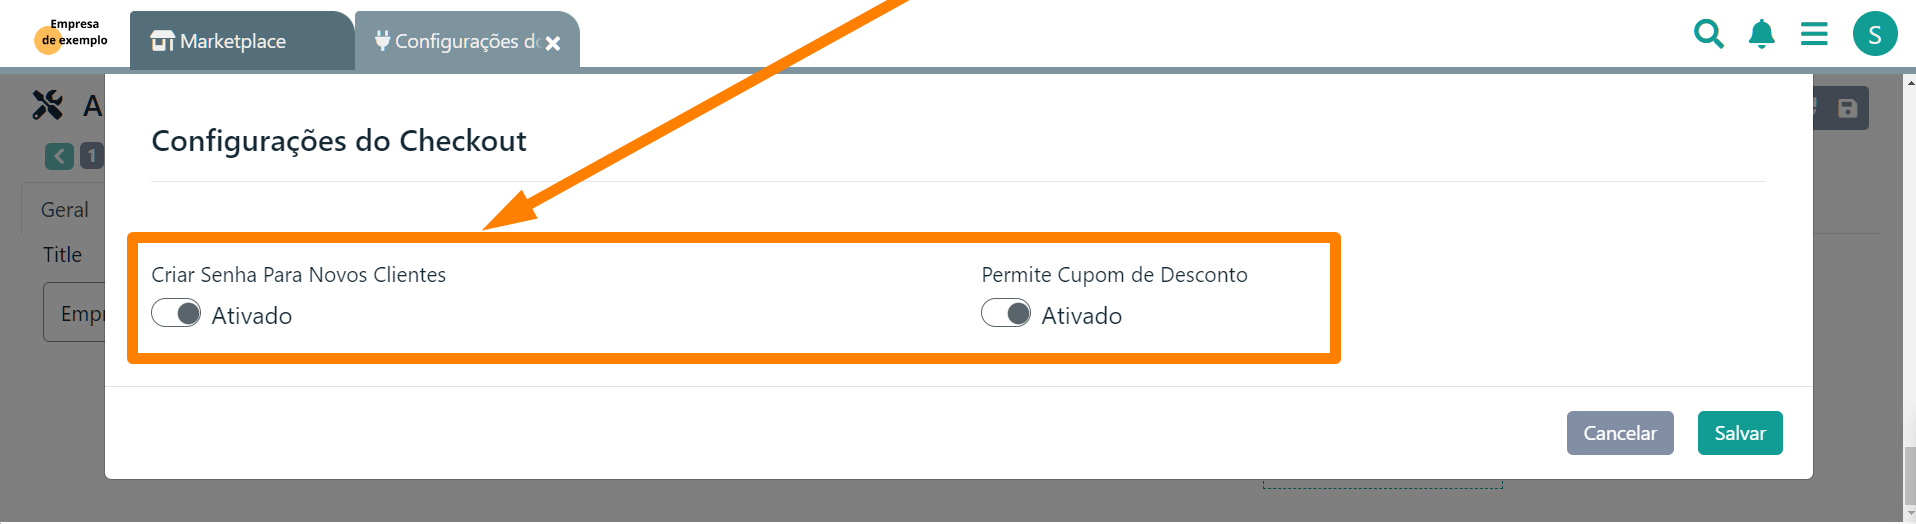 Empresa
de exemplo
Marketplace
Configurações do
S
A
1
Configurações do Checkout
Geral
Title
Criar Senha Para Novos Clientes
Permite Cupom de Desconto
Ativado
Ativado
Empr
Cancelar
Salvar